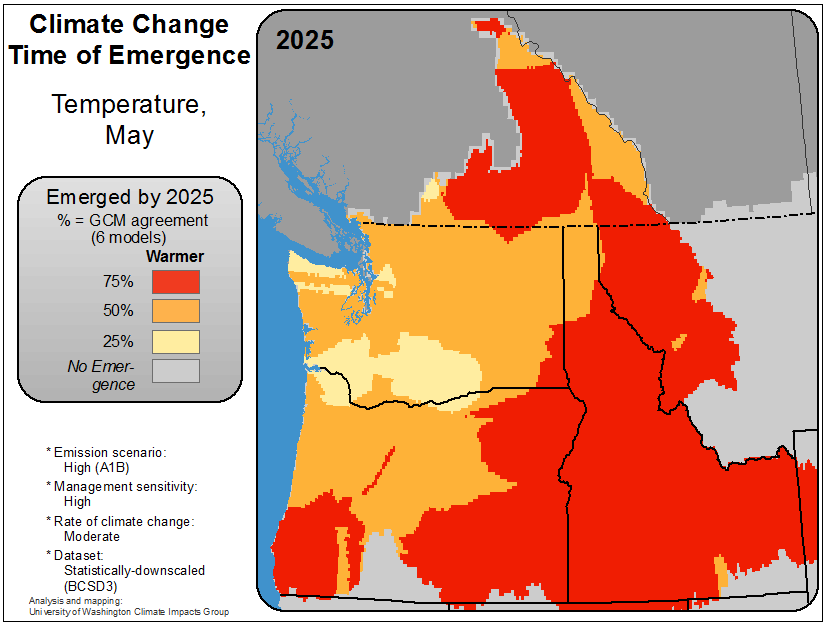 Climate Change
Time of Emergence
Temperature,
May
Emerged by 2025
% = GCM agreement
(6 models)
Warmer
75%
50%
25%
No Emer-
gence
* Emission scenario:
High (A1B)
* Management sensitivity:
High
* Rate of climate change:
Moderate
* Dataset:
Statistically-downscaled
(BCSD3)
Analysis and mapping:
University of Washington Climate Impacts Group
2025